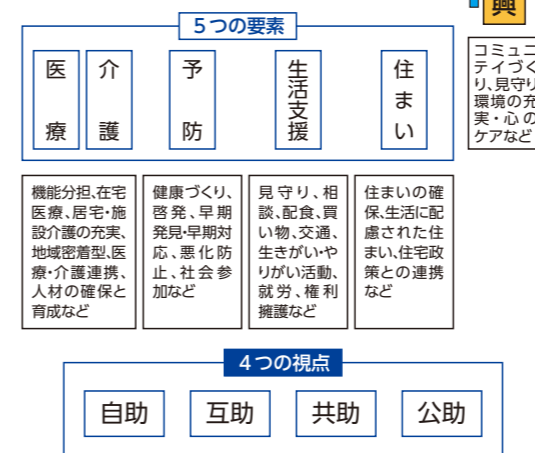 興
５つの要素
医療
介護
予防
生活支援
住まい
コミュニ
テイづく
り、見守り
環境の充
実・心の
ケアなど
機能分担、在宅
医療、居宅・施
設介護の充実、
地域密着型、医
療・介護連携、
人材の確保と
育成など
健康づくり、
啓発、早期
発見・早期対
応、悪化防
止、社会参
加など
見守り、相
談、配食、買
い物、交通、
生きがい・や
りがい活動、
就労、権利
擁護など
住まいの確
保、生活に配
慮された住
まい、住宅政
策との連携
など
４つの視点
自助
互助
共助
公助